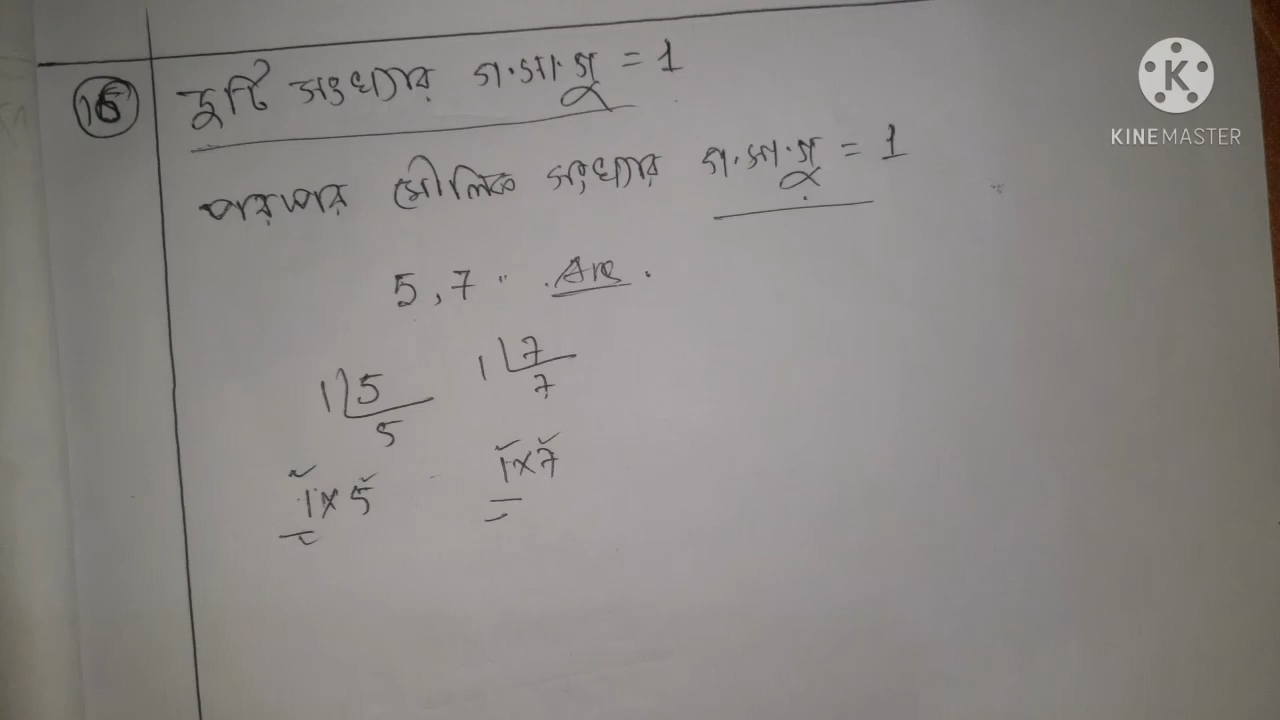 16 দুটি সংখ্যার গ.সা.গু = 1
পরস্পর মৌলিক সংখ্যার গ.সা.গু = 1
5, 7 Ans.
1 5
5
1 7
7
1×5
1×7
K
KINEMASTER